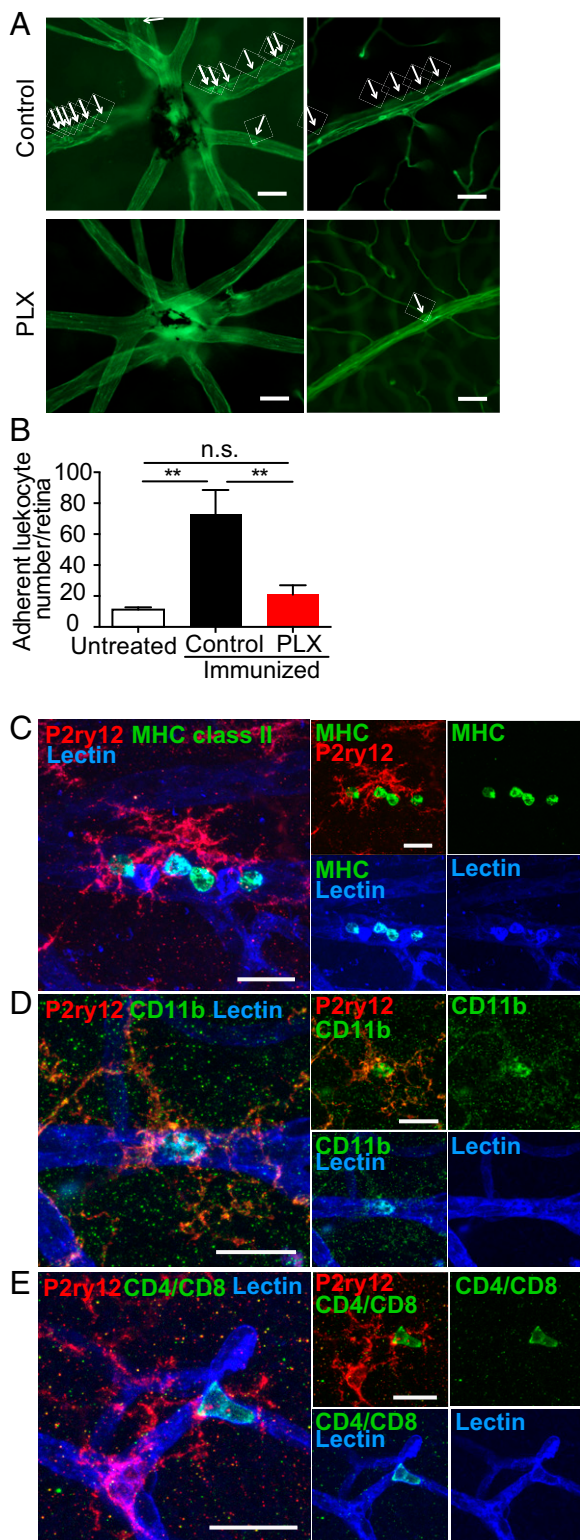 A
Control
PLX
B
n.s.
** **
100
80
60
40
20
0
Adherent luekocyte
number/retina
Untreated Control PLX
Immunized
C
P2ry12 MHC class II
Lectin
MHC
P2ry12
MHC
MHC
Lectin
Lectin
D
P2ry12 CD11b Lectin
P2ry12
CD11b
CD11b
CD11b
Lectin
Lectin
E
P2ry12 CD4/CD8 Lectin
P2ry12
CD4/CD8
CD4/CD8
CD4/CD8
Lectin
Lectin